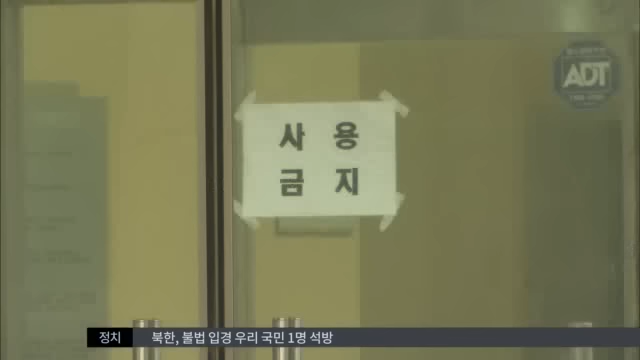 사 용
금 지
ADT
정치 북한, 불법 입경 우리 국민 1명 석방